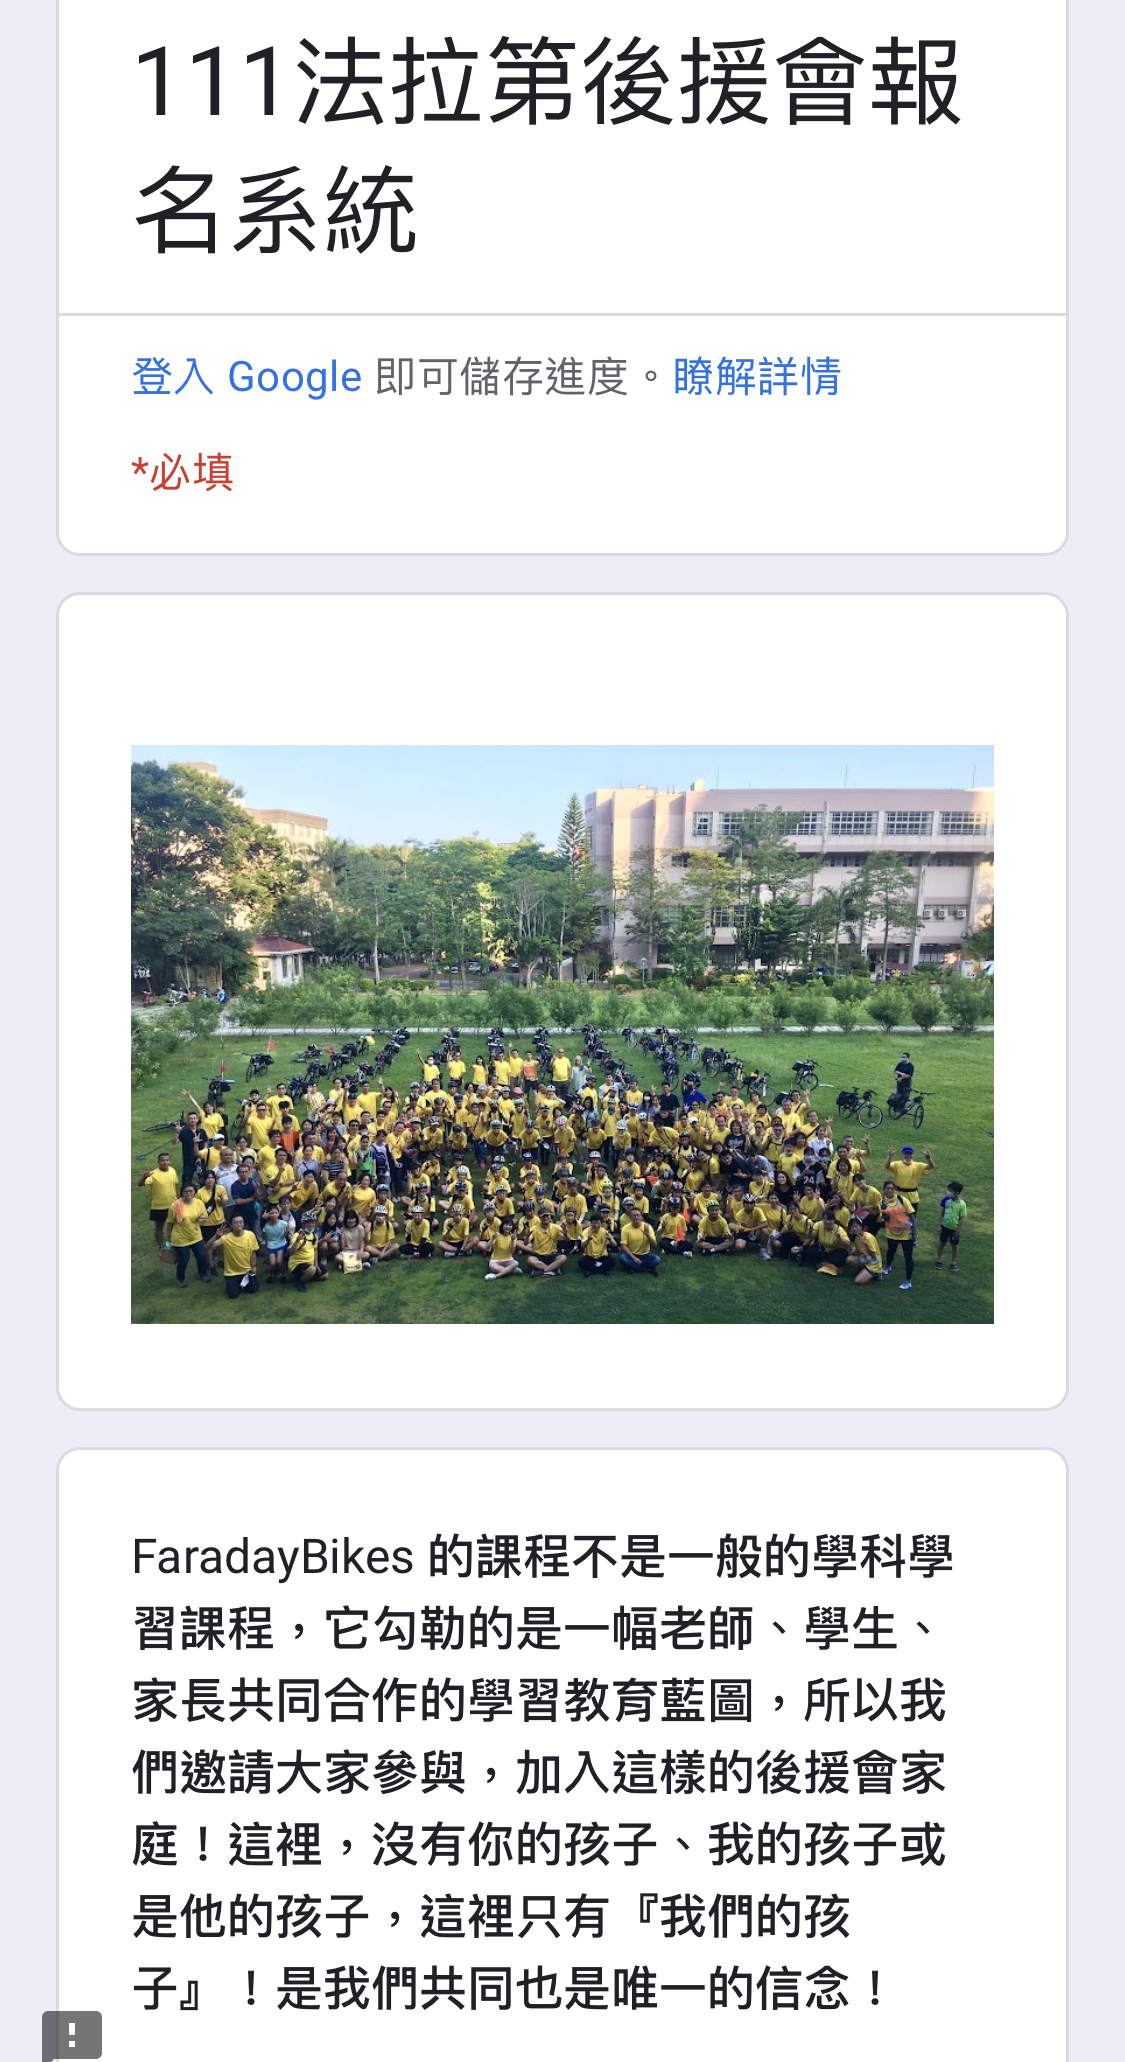 111法拉第後援會報
名系統
登入 Google 即可儲存進度。瞭解詳情
*必填
FaradayBikes 的課程不是一般的學科學
習課程，它勾勒的是一幅老師、學生、
家長共同合作的學習教育藍圖，所以我
們邀請大家參與，加入這樣的後援會家
庭！這裡，沒有你的孩子、我的孩子或
是他的孩子，這裡只有『我們的孩
子』！是我們共同也是唯一的信念！